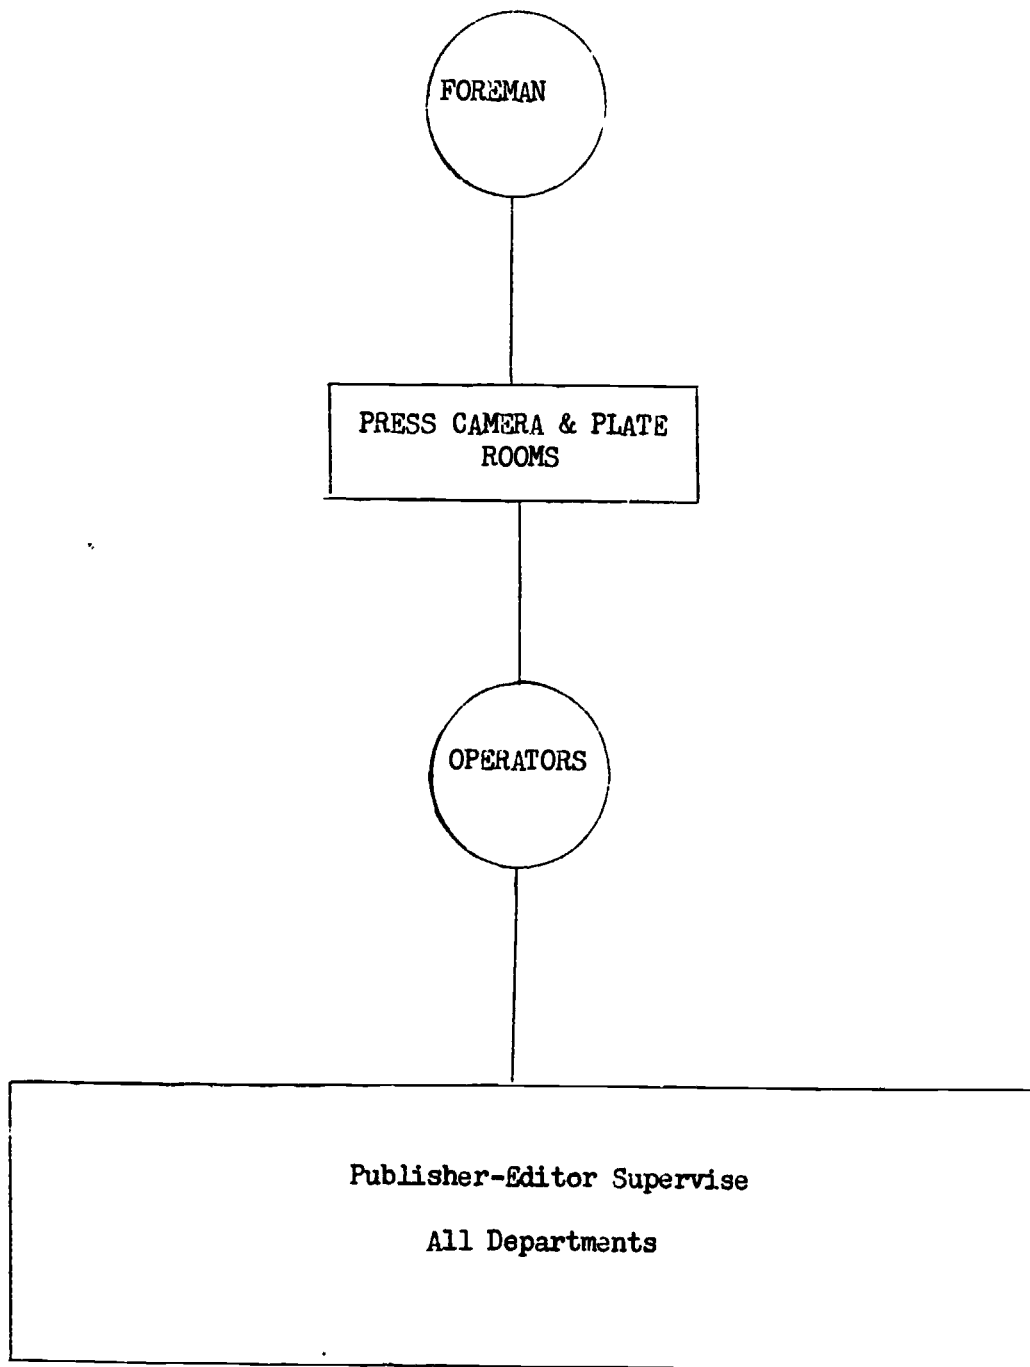 FOREMAN
PRESS CAMERA & PLATE
ROOMS
OPERATORS
Publisher-Editor Supervise
All Departments